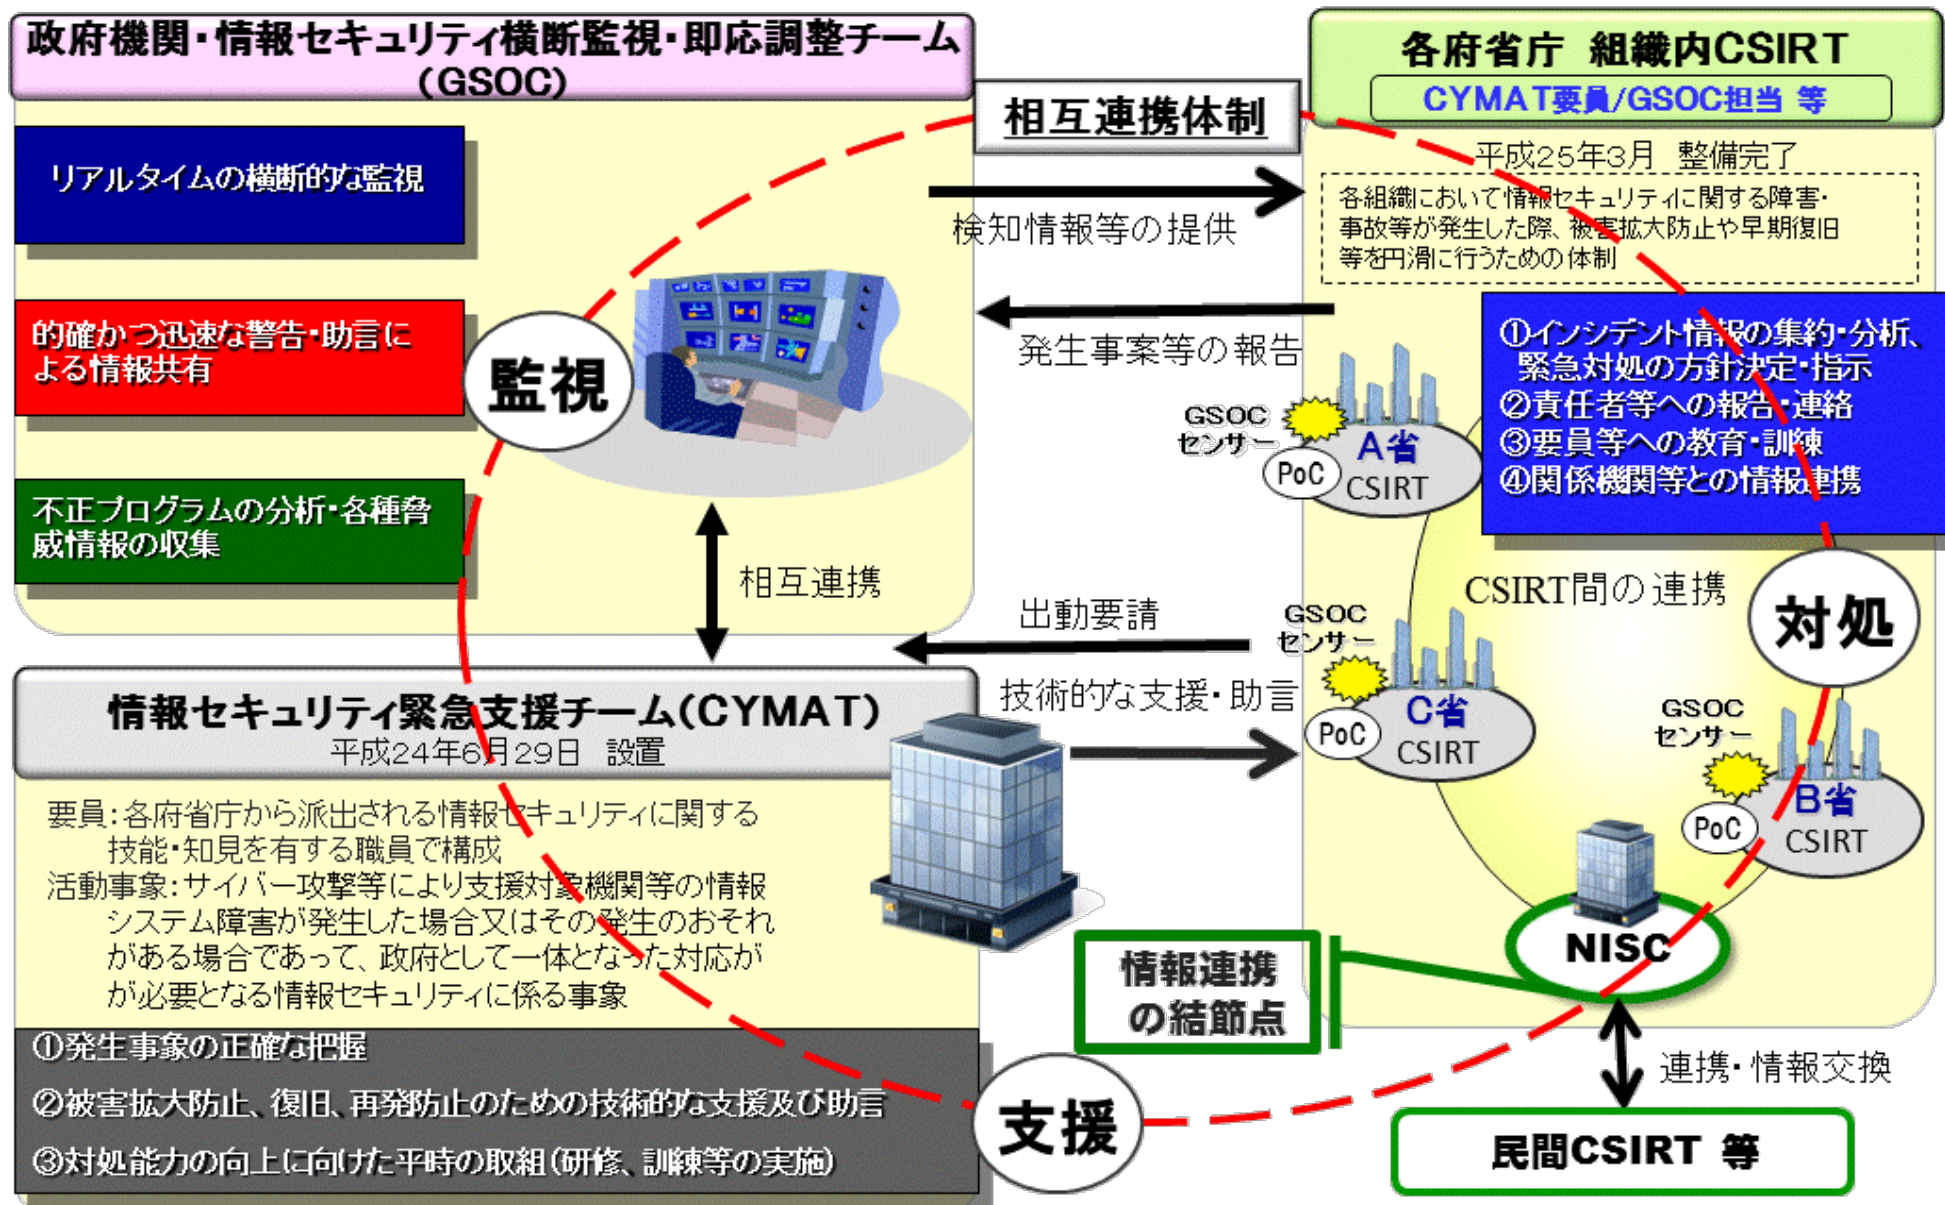 政府機関・情報セキュリティ横断監視・即応調整チーム
(GSOC)
リアルタイムの横断的な監視
的確かつ迅速な警告・助言に
よる情報共有
不正プログラムの分析・各種脅
威情報の収集
監視
相互連携体制
検知情報等の提供
発生事案等の報告
相互連携
出動要請
技術的な支援・助言
各府省庁 組織内CSIRT
CYMAT要員/GSOC担当 等
平成25年3月 整備完了
各組織において情報セキュリティに関する障害・
事故等が発生した際、被害拡大防止や早期復旧
等を円滑に行うための体制
①インシデント情報の集約・分析、
緊急対処の方針決定・指示
②責任者等への報告・連絡
③要員等への教育・訓練
④関係機関等との情報連携
GSOC
センサー
PoC
A省
CSIRT
CSIRT間の連携
対処
GSOC
センサー
PoC
C省
CSIRT
GSOC
センサー
PoC
B省
CSIRT
NISC
情報連携
の結節点
連携・情報交換
民間CSIRT 等
情報セキュリティ緊急支援チーム(CYMAT)
平成24年6月29日 設置
要員:各府省庁から派出される情報セキュリティに関する
技能・知見を有する職員で構成
活動事象:サイバー攻撃等により支援対象機関等の情報
システム障害が発生した場合又はその発生のおそれ
がある場合であって、政府として一体となった対応が
が必要となる情報セキュリティに係る事象
①発生事象の正確な把握
②被害拡大防止、復旧、再発防止のための技術的な支援及び助言
③対処能力の向上に向けた平時の取組(研修、訓練等の実施)
支援